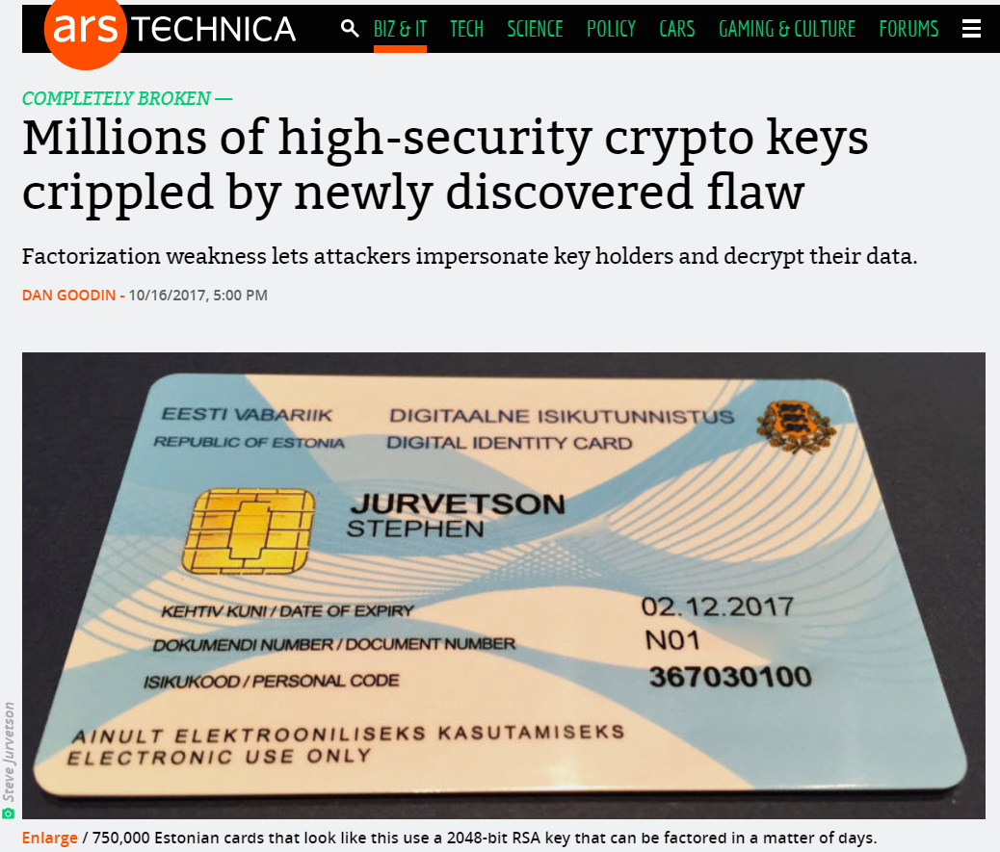 ars TECHNICA
BIZ & IT TECH SCIENCE POLICY CARS GAMING & CULTURE FORUMS
COMPLETELY BROKEN —
Millions of high-security crypto keys
crippled by newly discovered flaw
Factorization weakness lets attackers impersonate key holders and decrypt their data.
DAN GOODIN - 10/16/2017, 5:00 PM
EESTI VABARIIK DIGITAALNE ISIKUTUNNISTUS
REPUBLIC OF ESTONIA DIGITAL IDENTITY CARD
JURVETSON
STEPHEN
KEHTIV KUNI / DATE OF EXPIRY 02.12.2017
DOKUMENDI NUMBER / DOCUMENT NUMBER N01
ISIKUKOOD / PERSONAL CODE 367030100
AINULT ELEKTROONILISEKS KASUTAMISEKS
ELECTRONIC USE ONLY
Steve Jurvetson
Enlarge / 750,000 Estonian cards that look like this use a 2048-bit RSA key that can be factored in a matter of days.